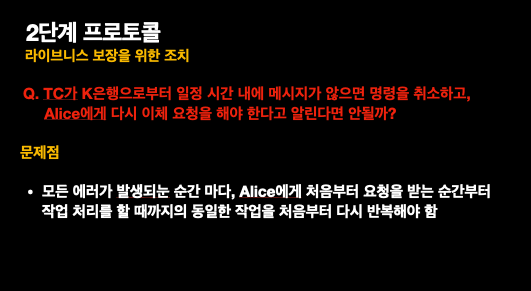 2단계 프로토콜
라이브니스 보장을 위한 조치
Q. TC가 K은행으로부터 일정 시간 내에 메시지가 않으면 명령을 취소하고,
Alice에게 다시 이체 요청을 해야 한다고 알린다면 안될까?
문제점
• 모든 에러가 발생되눈 순간 마다, Alice에게 처음부터 요청을 받는 순간부터
작업 처리를 할 때까지의 동일한 작업을 처음부터 다시 반복해야 함